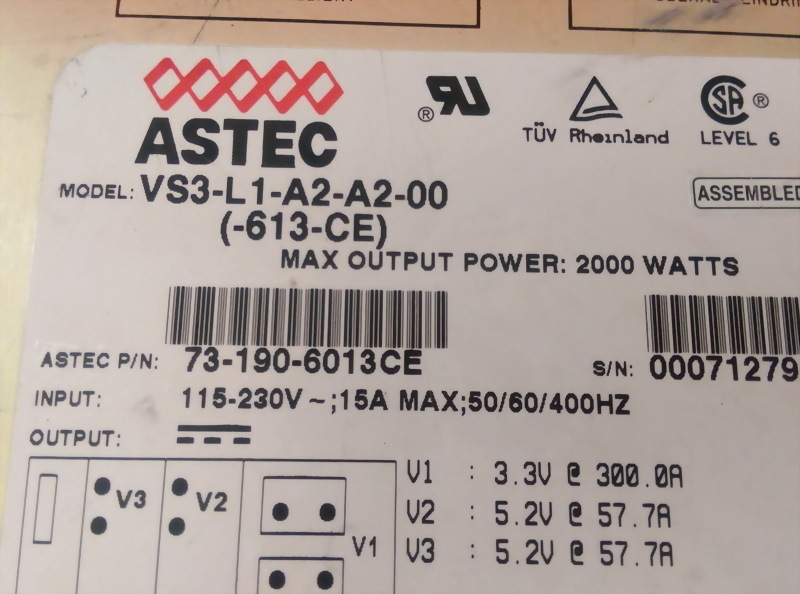 ASTEC
TÜV Rheinland
LEVEL 6
MODEL: VS3-L1-A2-A2-00
(-613-CE)
ASSEMBLED
MAX OUTPUT POWER: 2000 WATTS
ASTEC P/N: 73-190-6013CE
S/N: 00071279
INPUT: 115-230V ~;15A MAX;50/60/400HZ
OUTPUT:
V3
V2
V1
V1 : 3.3V @ 300.0A
V2 : 5.2V @ 57.7A
V3 : 5.2V @ 57.7A